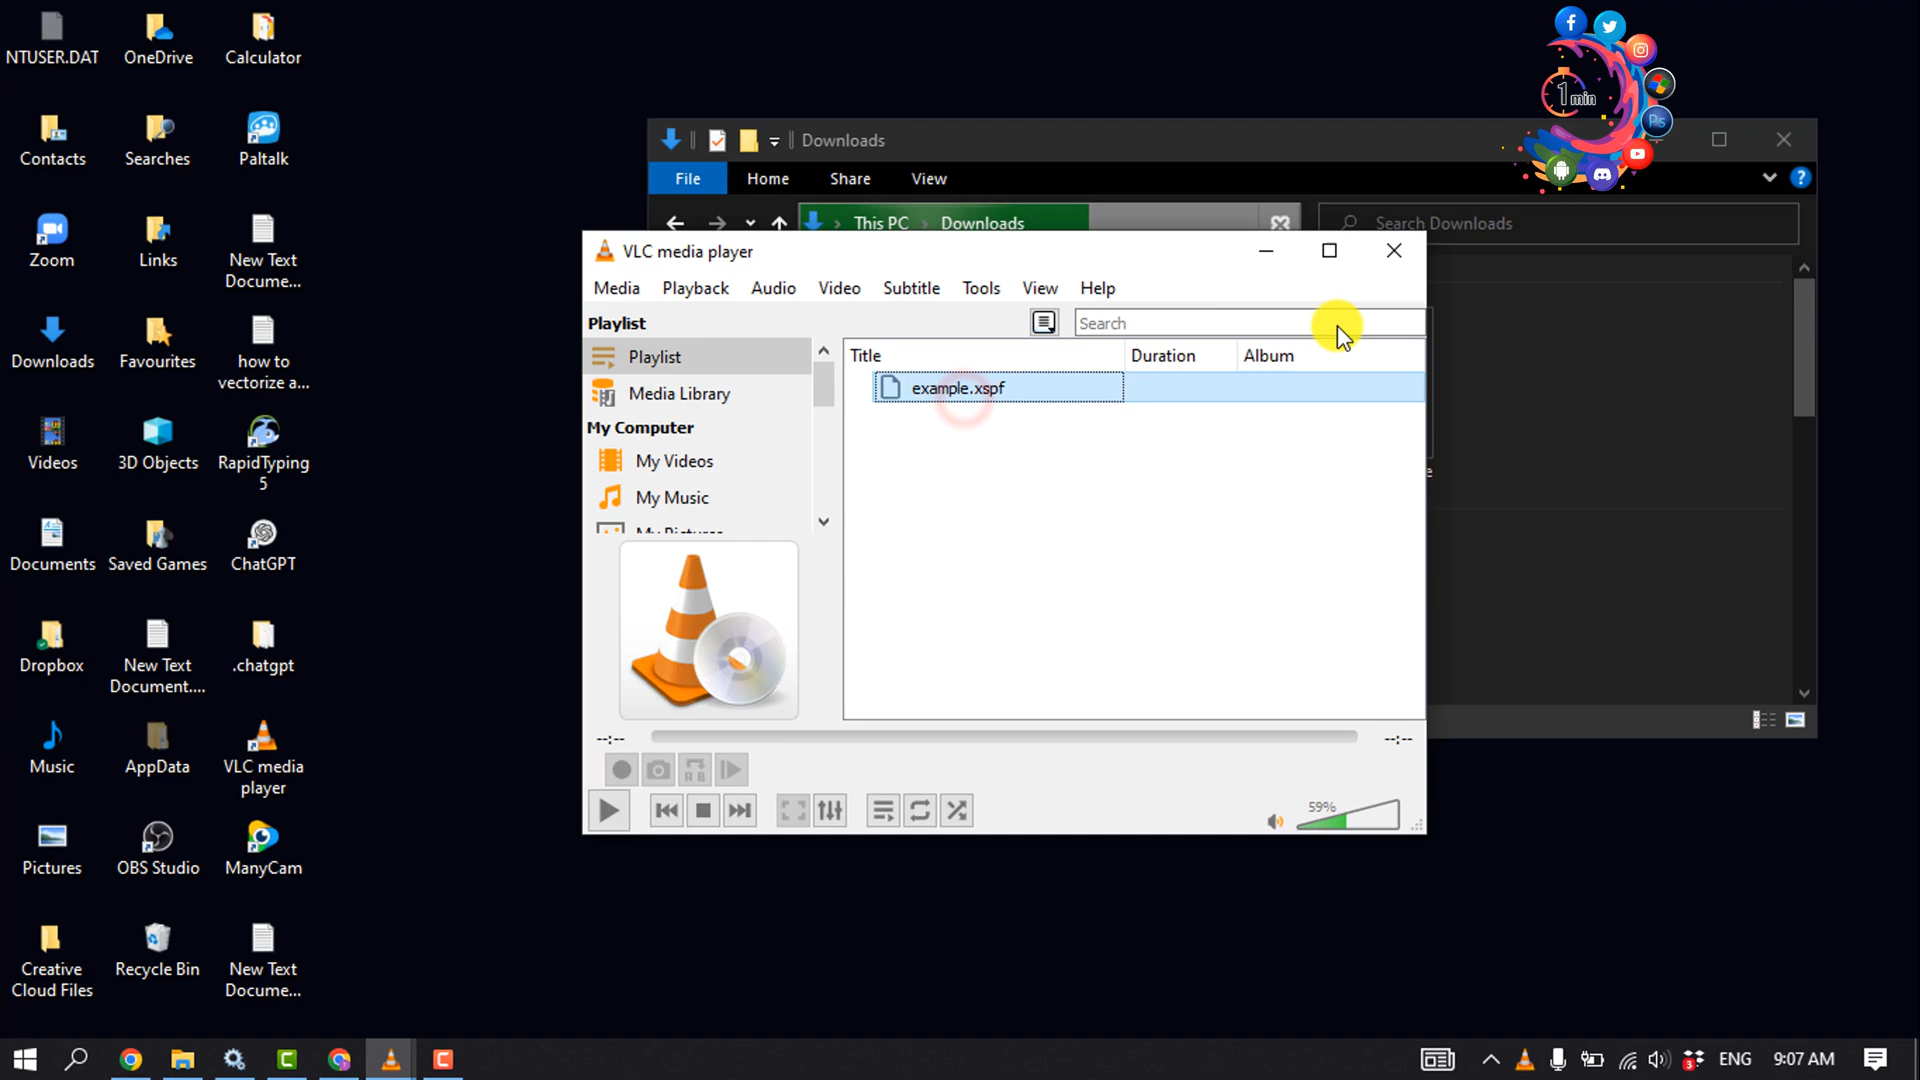 NTUSER.DAT
OneDrive
Calculator
Contacts
Searches
Paltalk
Zoom
Links
New Text
Docume...
Downloads
Favourites
how to
vectorize a...
Videos
3D Objects
RapidTyping
5
Documents
Saved Games
ChatGPT
Dropbox
New Text
Document....
.chatgpt
Music
AppData
VLC media
player
Pictures
OBS Studio
ManyCam
Creative
Cloud Files
Recycle Bin
New Text
Docume...
1 min
Ps
Downloads
File Home Share View
This PC Downloads
Search Downloads
VLC media player
Media Playback Audio Video Subtitle Tools View Help
Playlist
Search
Playlist
Media Library
My Computer
My Videos
My Music
Title Duration Album
example.xspf
--:--
--:--
A B
59%
3
ENG
9:07 AM